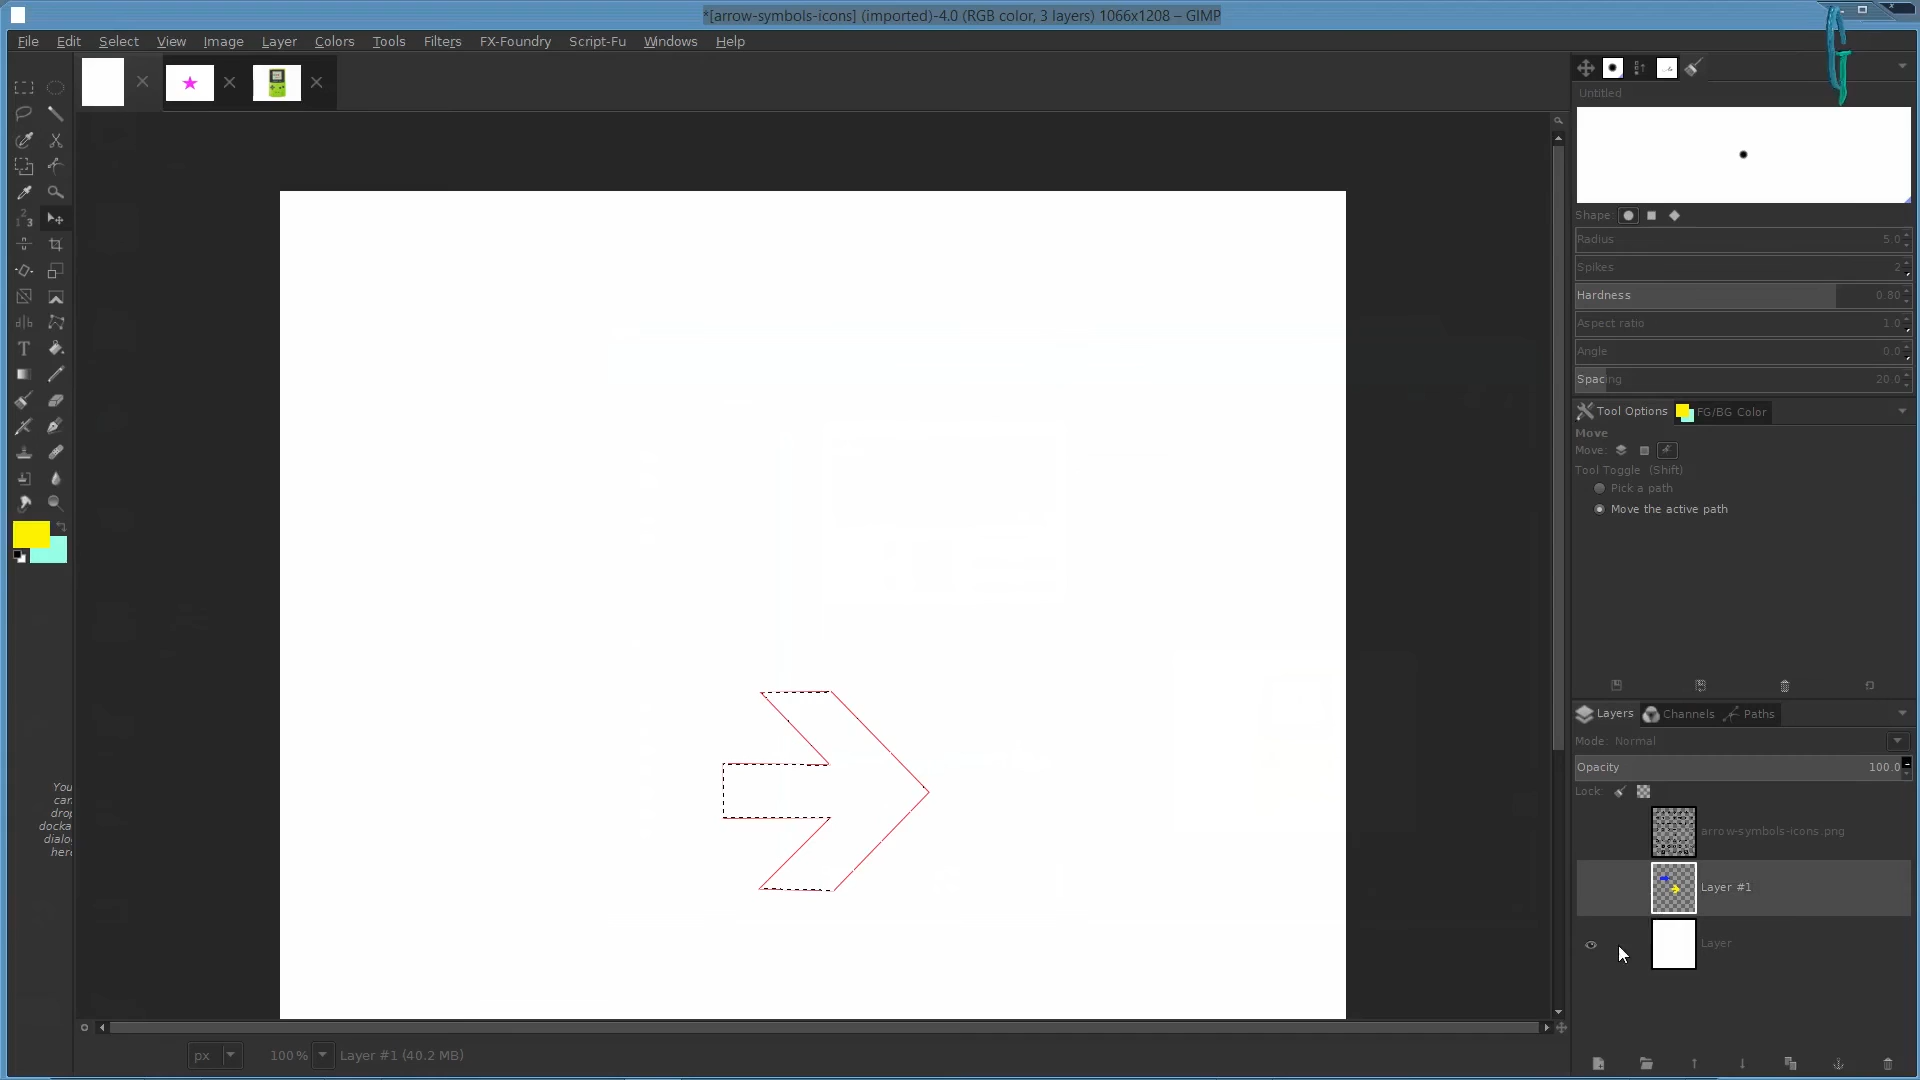 *[arrow-symbols-icons] (imported)-4.0 (RGB color, 3 layers) 1066x1208 – GIMP
File Edit Select View Image Layer Colors Tools Filters FX-Foundry Script-Fu Windows Help
Untitled
Shape:
Radius 5.0
Spikes 2
Hardness 0.80
Aspect ratio 1.0
Angle 0.0
Spacing 20.0
Tool Options FG/BG Color
Move
Move:
Tool Toggle (Shift)
Pick a path
Move the active path
Layers Channels Paths
Mode: Normal
Opacity 100.0
Lock:
arrow-symbols-icons.png
Layer #1
Layer
You
can
drop
docka
dialo
here
px 100 % Layer #1 (40.2 MB)